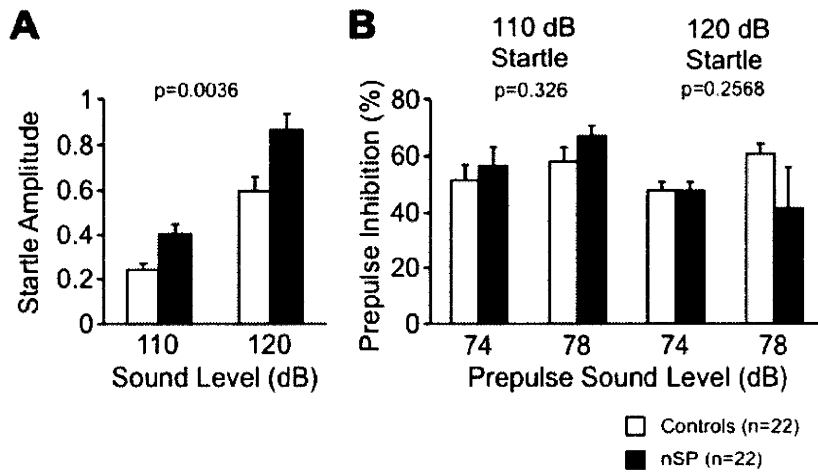 A
p=0.0036
1
0.8
0.6
0.4
0.2
0
Startle Amplitude
110 120
Sound Level (dB)
B
110 dB Startle
p=0.326
120 dB Startle
p=0.2568
80
60
40
20
0
Prepulse Inhibition (%)
74 78 74 78
Prepulse Sound Level (dB)
Controls (n=22)
nSP (n=22)